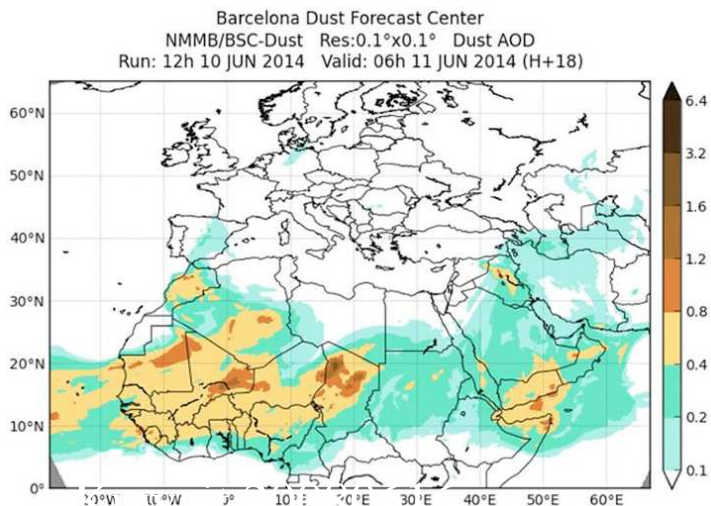 Barcelona Dust Forecast Center
NMMB/BSC-Dust Res:0.1°x0.1° Dust AOD
Run: 12h 10 JUN 2014 Valid: 06h 11 JUN 2014 (H+18)
60°N
50°N
40°N
30°N
20°N
10°N
0°
10°E
20°E
30°E
40°E
50°E
60°E
6.4
3.2
1.6
1.2
0.8
0.4
0.2
0.1